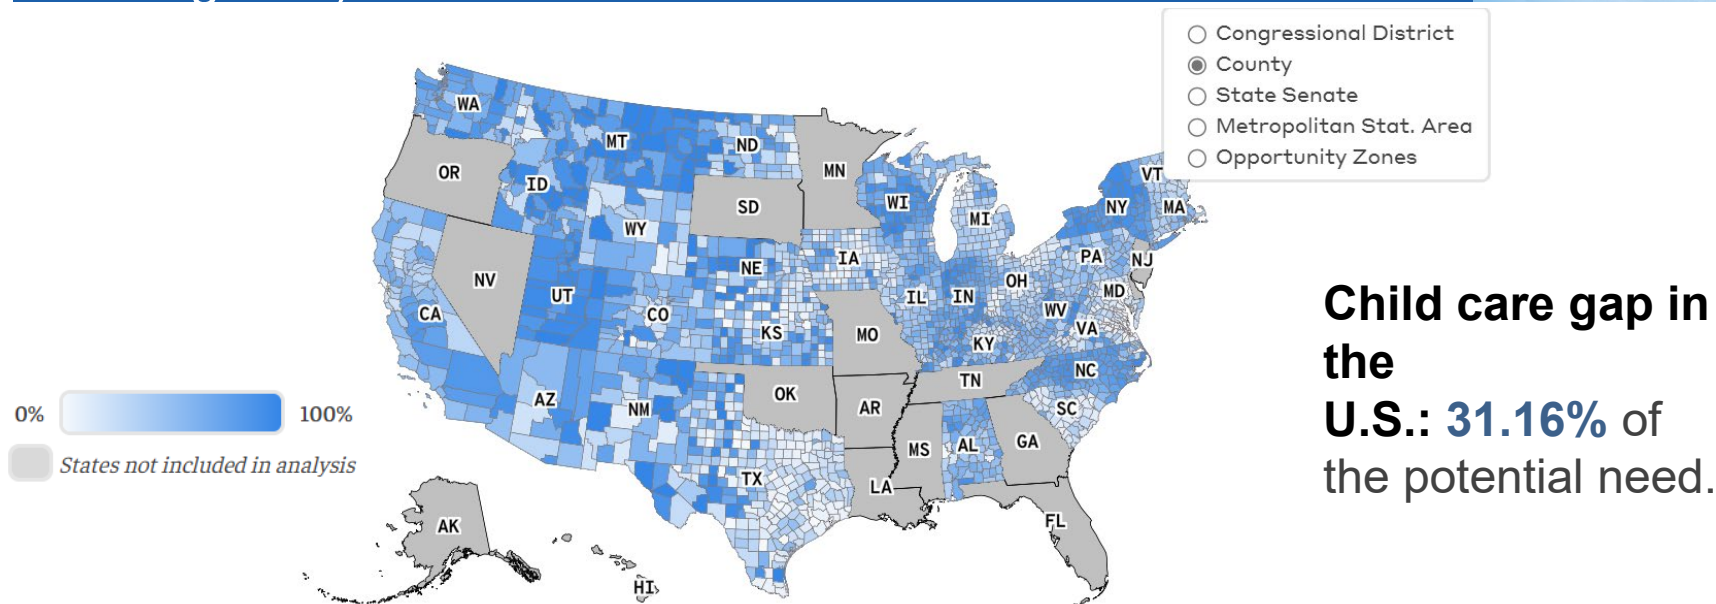 Congressional District
County
State Senate
Metropolitan Stat. Area
Opportunity Zones
WA
MT
ND
MN
VT
OR
ID
WI
NY
MA
SD
MI
WY
IA
PA
NJ
NE
OH
NV
MD
UT
IL
IN
WV
CA
CO
VA
KS
MO
KY
NC
TN
AZ
OK
AR
SC
NM
MS
AL
GA
TX
LA
AK
FL
HI
0%
100%
States not included in analysis
Child care gap in
the
U.S.: 31.16% of
the potential need.